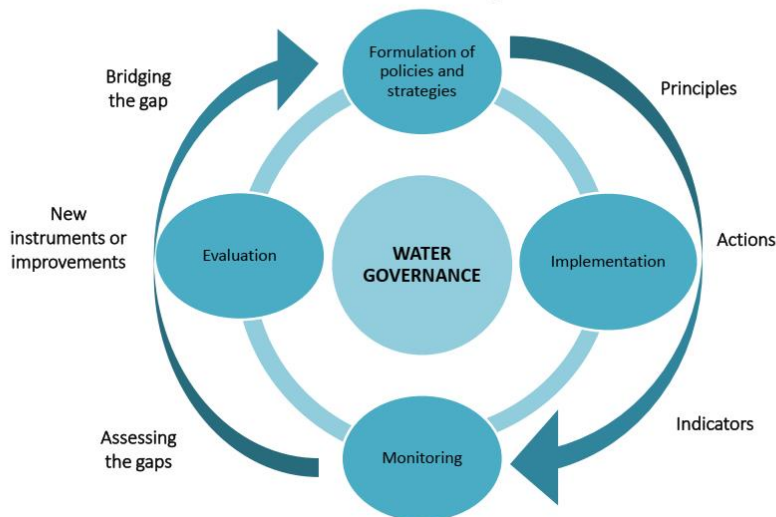 Formulation of
policies and
strategies
Bridging
the gap
Principles
New
instruments or
improvements
Evaluation
WATER
GOVERNANCE
Implementation
Actions
Assessing
the gaps
Monitoring
Indicators